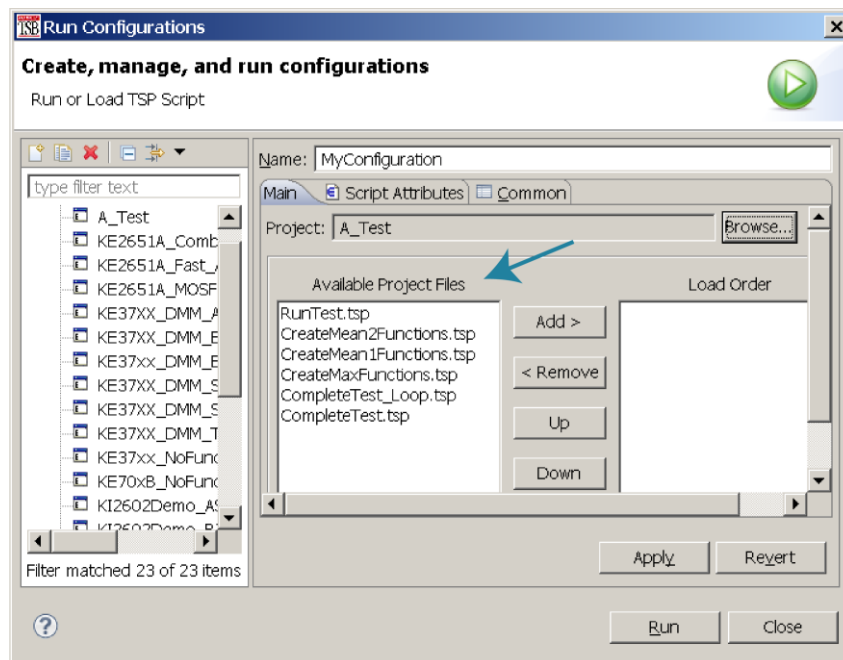 TSB Run Configurations
Create, manage, and run configurations
Run or Load TSP Script
type filter text
A_Test
KE2651A_Comb
KE2651A_Fast_
KE2651A_MOSF
KE37XX_DMM_A
KE37XX_DMM_E
KE37xx_DMM_E
KE37XX_DMM_S
KE37XX_DMM_S
KE37XX_DMM_T
KE37xx_NoFunc
KE70xB_NoFunc
KI2602Demo_AS
Filter matched 23 of 23 items
Name: MyConfiguration
Main Script Attributes Common
Project: A_Test Browse...
Available Project Files Load Order
RunTest.tsp
CreateMean2Functions.tsp
CreateMean1Functions.tsp
CreateMaxFunctions.tsp
CompleteTest_Loop.tsp
CompleteTest.tsp
Add >
< Remove
Up
Down
Apply Revert
Run Close